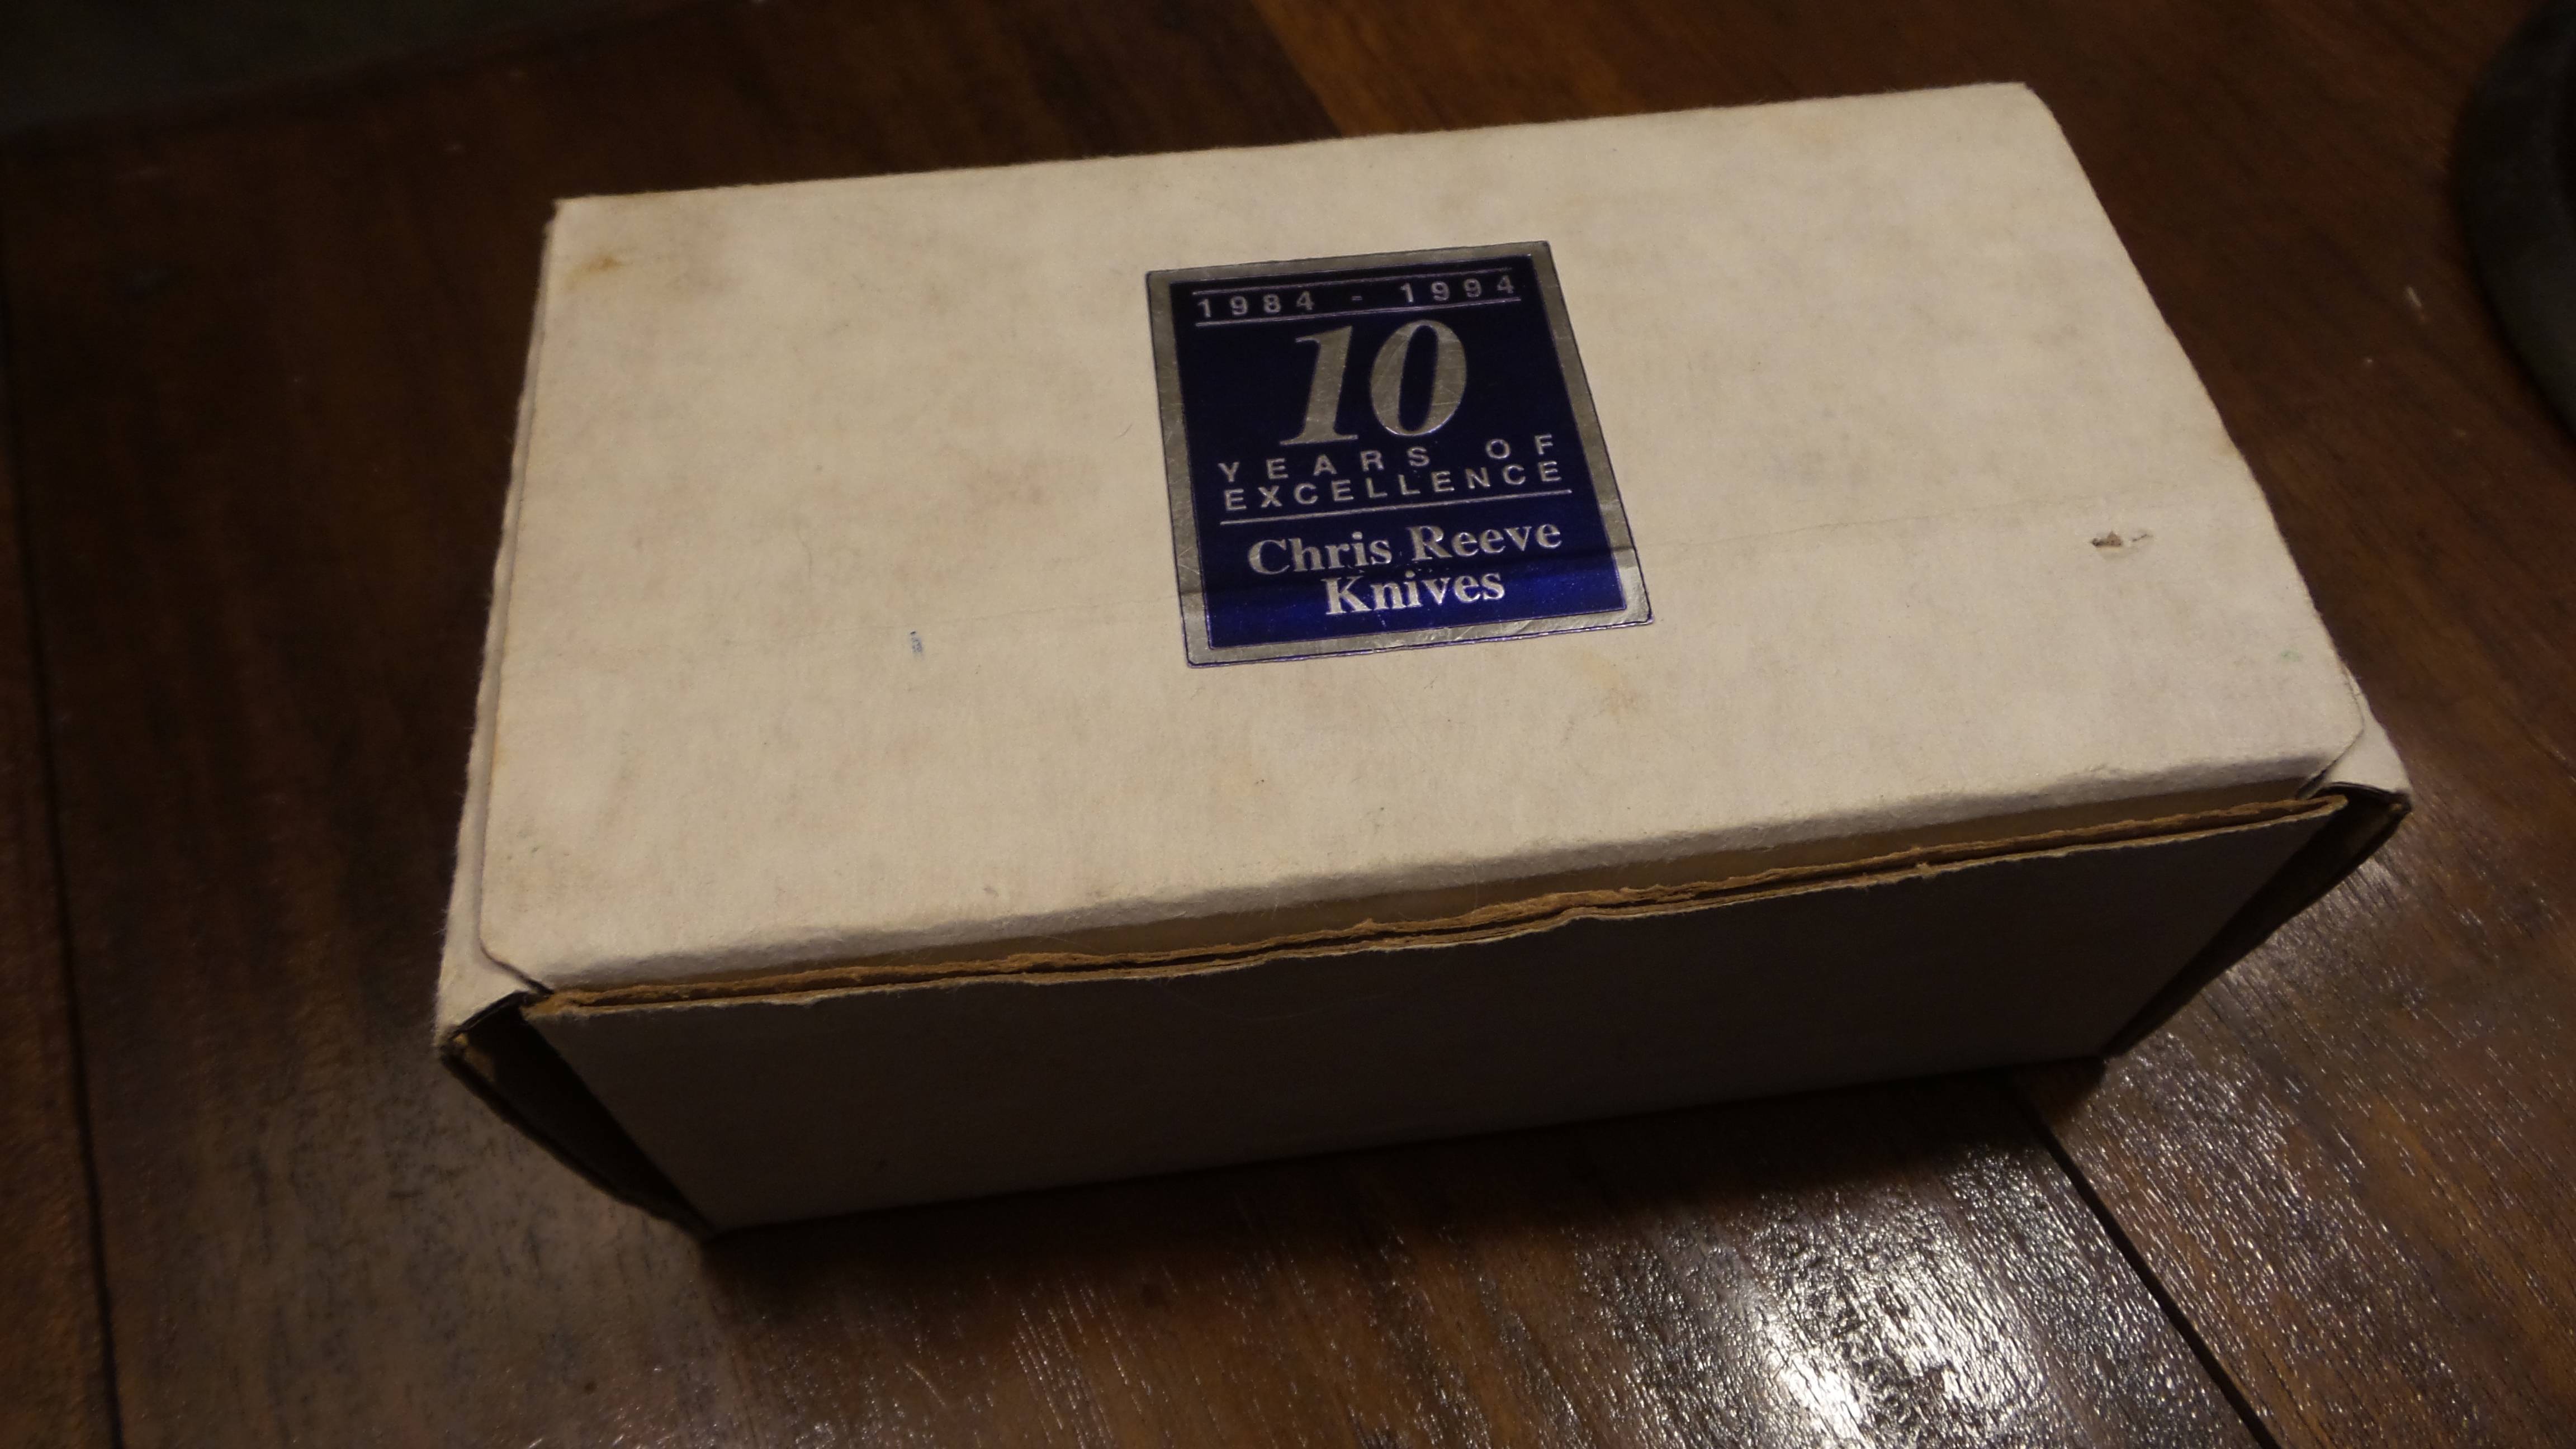 1984 - 1994
10
YEARS OF
EXCELLENCE
Chris Reeve
Knives